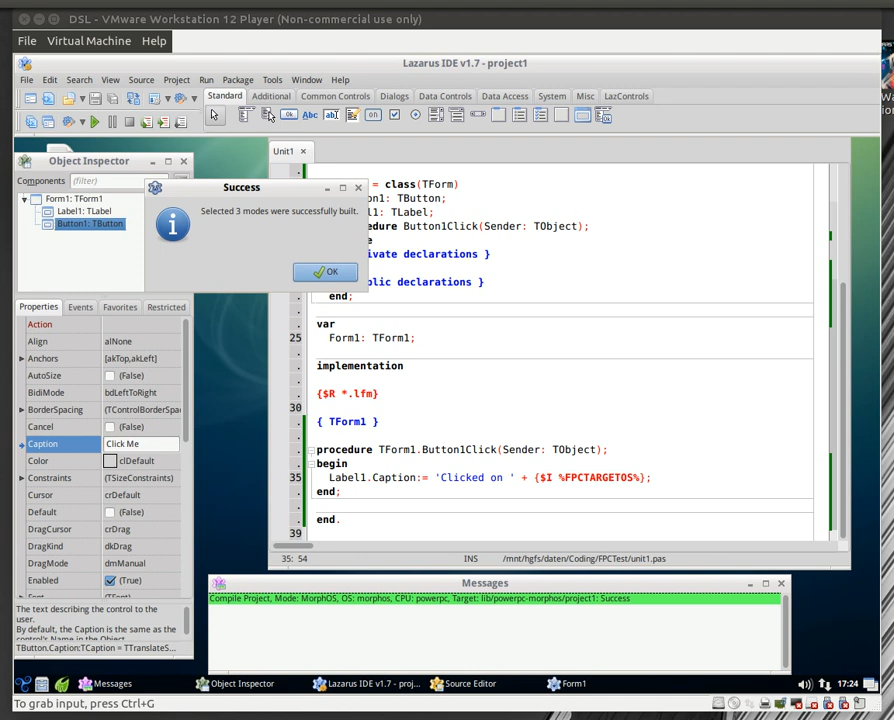 DSL - VMware Workstation 12 Player (Non-commercial use only)
File Virtual Machine Help
Lazarus IDE v1.7 - project1
File Edit Search View Source Project Run Package Tools Window Help
Standard Additional Common Controls Dialogs Data Controls Data Access System Misc LazControls
Ok Abc ab on
Object Inspector
Components (filter)
Form1: TForm1
Label1: TLabel
Button1: TButton
Success
Selected 3 modes were successfully built.
OK
Properties Events Favorites Restricted
Action
Align alNone
Anchors [akTop,akLeft]
AutoSize (False)
BidiMode bdLeftToRight
BorderSpacing (TControlBorderSpa
Cancel (False)
Caption Click Me
Color clDefault
Constraints (TSizeConstraints)
Cursor crDefault
Default (False)
DragCursor crDrag
DragKind dkDrag
DragMode dmManual
Enabled (True)
The text describing the control to the
user.
By default, the Caption is the same as the
control's Name in the Object
TButton.Caption:TCaption = TTranslateS...
Unit1
= class(TForm)
on1: TButton;
l1: TLabel;
edure Button1Click(Sender: TObject);
e
ivate declarations }
blic declarations }
end;
var
25 Form1: TForm1;
implementation
{$R *.lfm}
30
{ TForm1 }
procedure TForm1.Button1Click(Sender: TObject);
begin
35 Label1.Caption:= 'Clicked on ' + {$I %FPCTARGETOS%};
end;
end.
39
35: 54 INS /mnt/hgfs/daten/Coding/FPCTest/unit1.pas
Messages
Compile Project, Mode: MorphOS, OS: morphos, CPU: powerpc, Target: lib/powerpc-morphos/project1: Success
Messages Object Inspector Lazarus IDE v1.7 - proj... Source Editor Form1 17:24
To grab input, press Ctrl+G